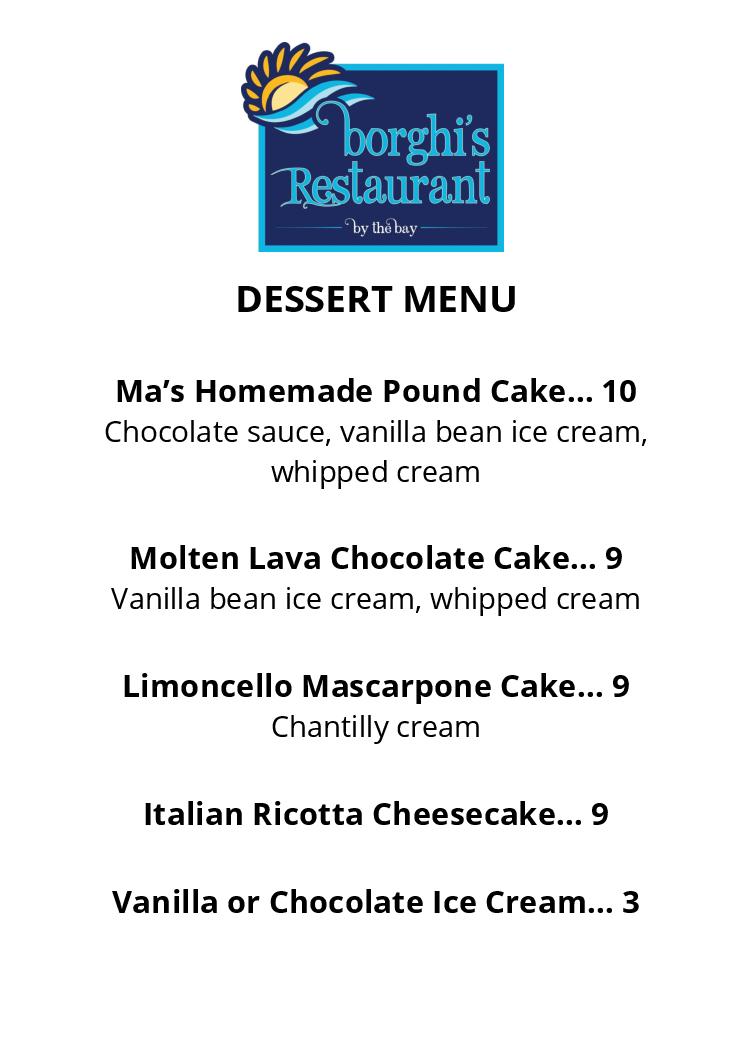 borghi's
Restaurant
by the bay
DESSERT MENU
Ma’s Homemade Pound Cake... 10
Chocolate sauce, vanilla bean ice cream,
whipped cream
Molten Lava Chocolate Cake... 9
Vanilla bean ice cream, whipped cream
Limoncello Mascarpone Cake... 9
Chantilly cream
Italian Ricotta Cheesecake... 9
Vanilla or Chocolate Ice Cream... 3